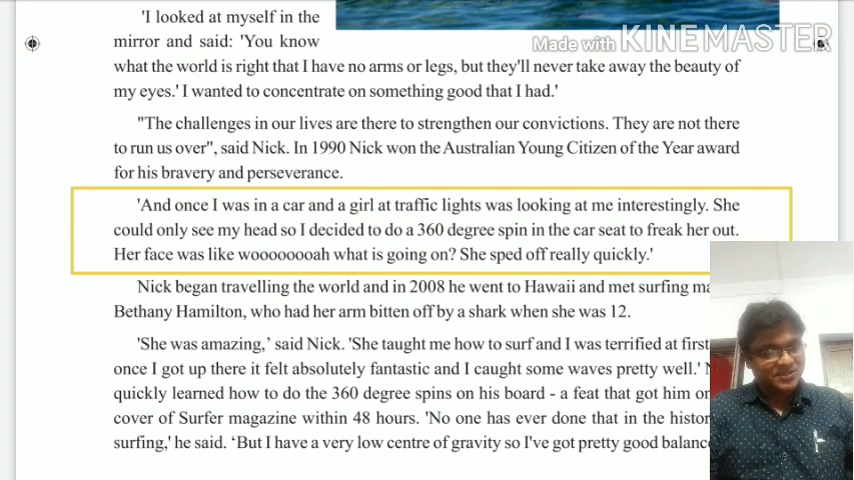 'I looked at myself in the
mirror and said: 'You know
Made with KINEMASTER
what the world is right that I have no arms or legs, but they'll never take away the beauty of
my eyes.' I wanted to concentrate on something good that I had.'
"The challenges in our lives are there to strengthen our convictions. They are not there
to run us over", said Nick. In 1990 Nick won the Australian Young Citizen of the Year award
for his bravery and perseverance.
'And once I was in a car and a girl at traffic lights was looking at me interestingly. She
could only see my head so I decided to do a 360 degree spin in the car seat to freak her out.
Her face was like woooooooah what is going on? She sped off really quickly.'
Nick began travelling the world and in 2008 he went to Hawaii and met surfing
Bethany Hamilton, who had her arm bitten off by a shark when she was 12.
'She was amazing,' said Nick. 'She taught me how to surf and I was terrified at first
once I got up there it felt absolutely fantastic and I caught some waves pretty well.'
quickly learned how to do the 360 degree spins on his board - a feat that got him
cover of Surfer magazine within 48 hours. 'No one has ever done that in the
surfing,' he said. ‘But I have a very low centre of gravity so I've got pretty good